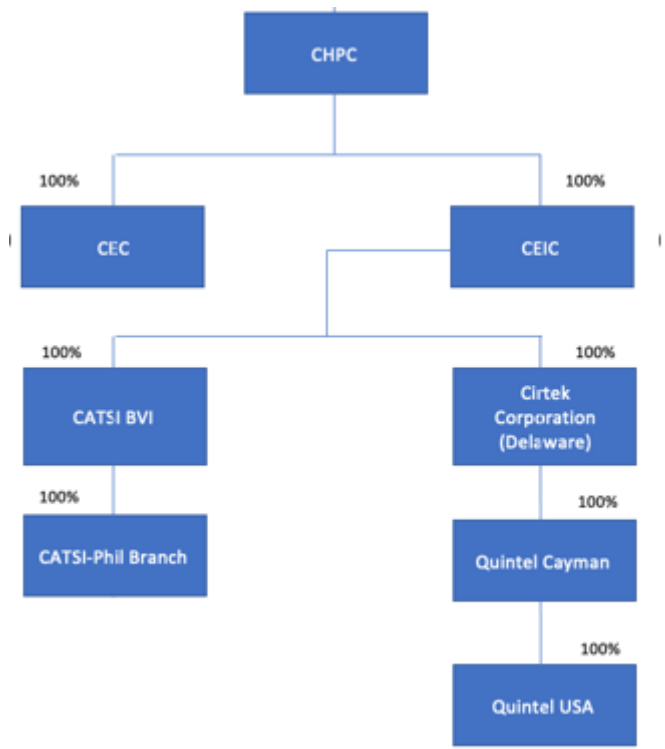 CHPC
100%
100%
CEC
CEIC
100%
100%
CATSI BVI
Cirtek
Corporation
(Delaware)
100%
100%
CATSI-Phil Branch
Quintel Cayman
100%
Quintel USA